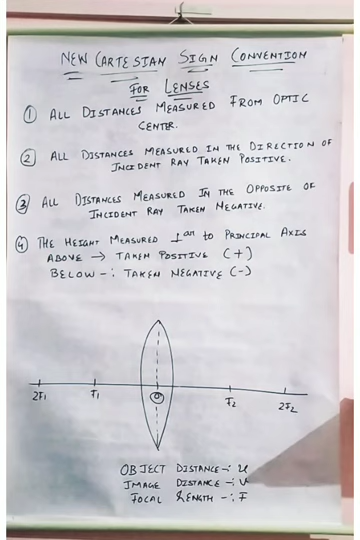 NEW CARTESIAN SIGN CONVENTION
FOR LENSES
① ALL DISTANCES MEASURED FROM OPTIC
CENTER.
② ALL DISTANCES MEASURED IN THE DIRECTION OF
INCIDENT RAY TAKEN POSITIVE.
③ ALL DISTANCES MEASURED IN THE OPPOSITE OF
INCIDENT RAY TAKEN NEGATIVE.
④ THE HEIGHT MEASURED ⊥ar TO PRINCIPAL AXIS
ABOVE → TAKEN POSITIVE (+)
BELOW -: TAKEN NEGATIVE (-)
2F1 F1 O F2 2F2
OBJECT DISTANCE -: u
IMAGE DISTANCE -: v
FOCAL LENGTH -: F